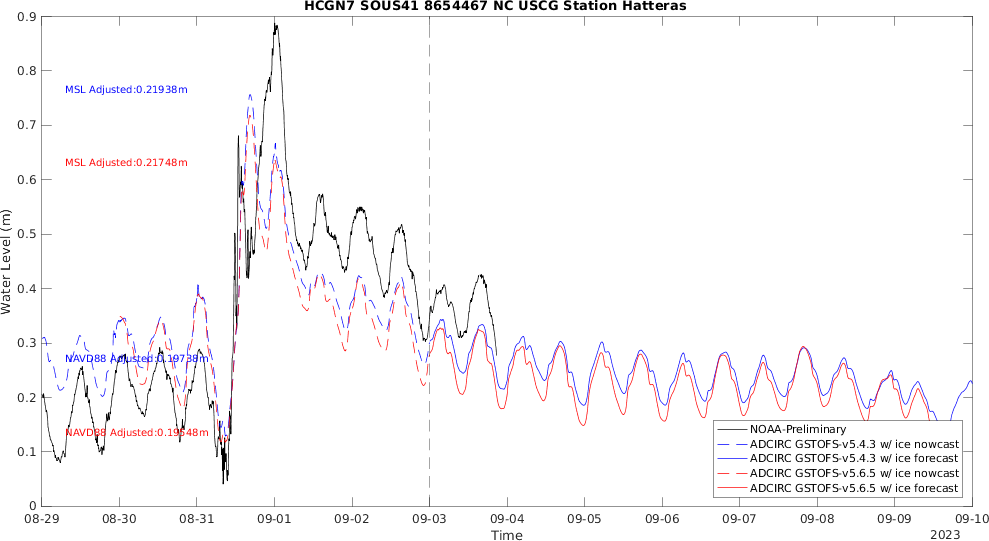 HCGN7 SOUS41 8654467 NC USCG Station Hatteras
0.9
0.8
0.7
0.6
0.5
0.4
0.3
0.2
0.1
0
Water Level (m)
MSL Adjusted:0.21938m
MSL Adjusted:0.21748m
NAVD88 Adjusted:0.19738m
NAVD88 Adjusted:0.19548m
NOAA-Preliminary
ADCIRC GSTOFS-v5.4.3 w/ ice nowcast
ADCIRC GSTOFS-v5.4.3 w/ ice forecast
ADCIRC GSTOFS-v5.6.5 w/ ice nowcast
ADCIRC GSTOFS-v5.6.5 w/ ice forecast
08-29 08-30 08-31 09-01 09-02 09-03 09-04 09-05 09-06 09-07 09-08 09-09 09-10
Time
2023